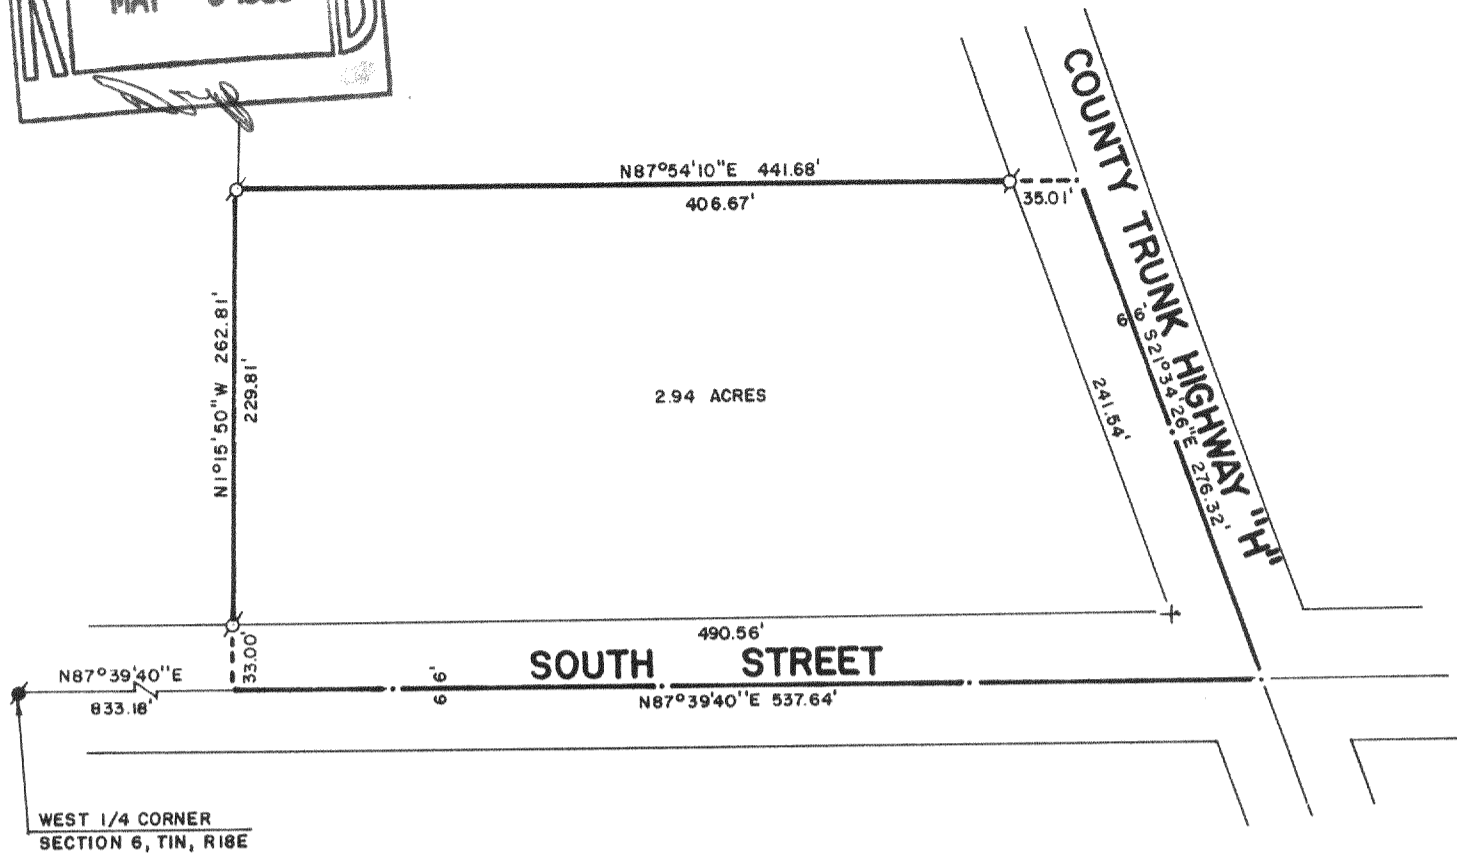 MAY
N87°54'10"E 441.68'
406.67'
35.01'
COUNTY TRUNK HIGHWAY "H"
66'
S21°34'26"E 276.32'
241.54'
N1°15'50"W 262.81'
229.81'
2.94 ACRES
490.56'
33.00'
SOUTH STREET
66'
N87°39'40"E 537.64'
N87°39'40"E
833.18'
WEST 1/4 CORNER
SECTION 6, T1N, R18E